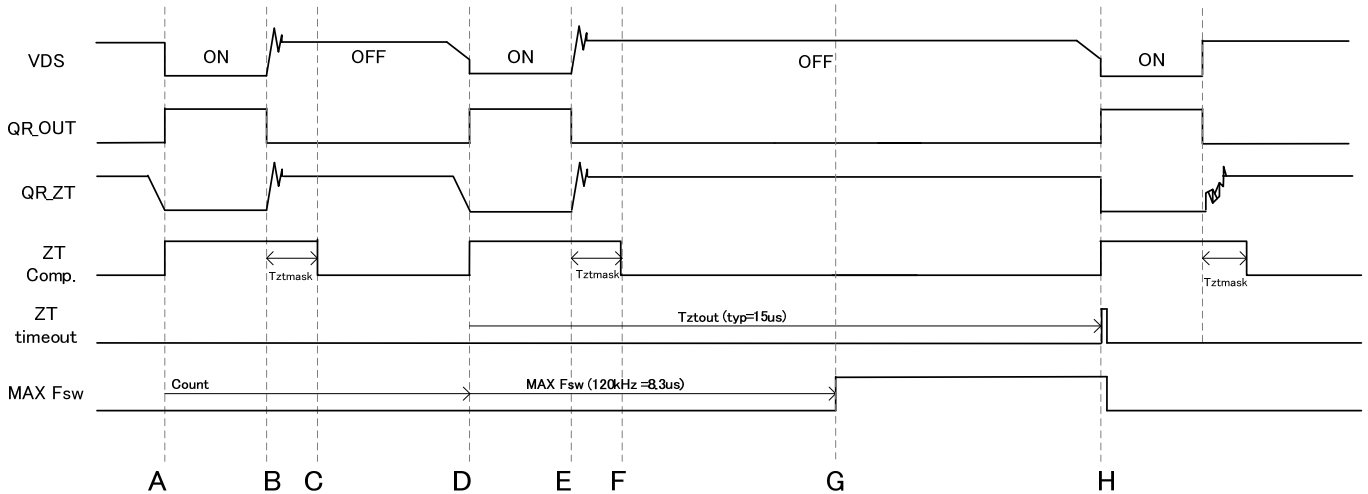 VDS
ON
OFF
ON
OFF
ON
QR_OUT
QR_ZT
ZT
Comp.
Tztmask
Tztmask
Tztmask
ZT
timeout
Tztout (typ=15us)
MAX Fsw
Count
MAX Fsw (120kHz =8.3us)
A
B
C
D
E
F
G
H